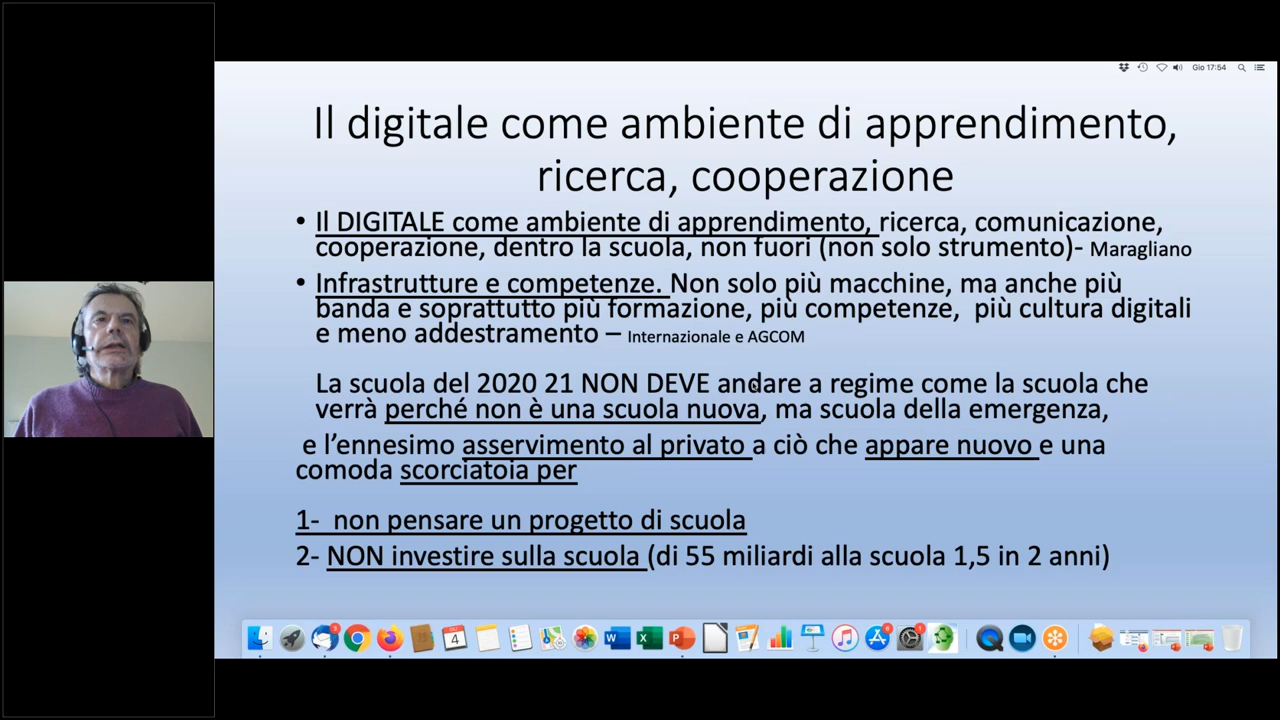 Gio 17:54
Il digitale come ambiente di apprendimento,
ricerca, cooperazione
• Il DIGITALE come ambiente di apprendimento, ricerca, comunicazione,
cooperazione, dentro la scuola, non fuori (non solo strumento)- Maragliano
• Infrastrutture e competenze. Non solo più macchine, ma anche più
banda e soprattutto più formazione, più competenze, più cultura digitali
e meno addestramento – Internazionale e AGCOM
La scuola del 2020 21 NON DEVE andare a regime come la scuola che
verrà perché non è una scuola nuova, ma scuola della emergenza,
e l’ennesimo asservimento al privato a ciò che appare nuovo e una
comoda scorciatoia per
1- non pensare un progetto di scuola
2- NON investire sulla scuola (di 55 miliardi alla scuola 1,5 in 2 anni)
4